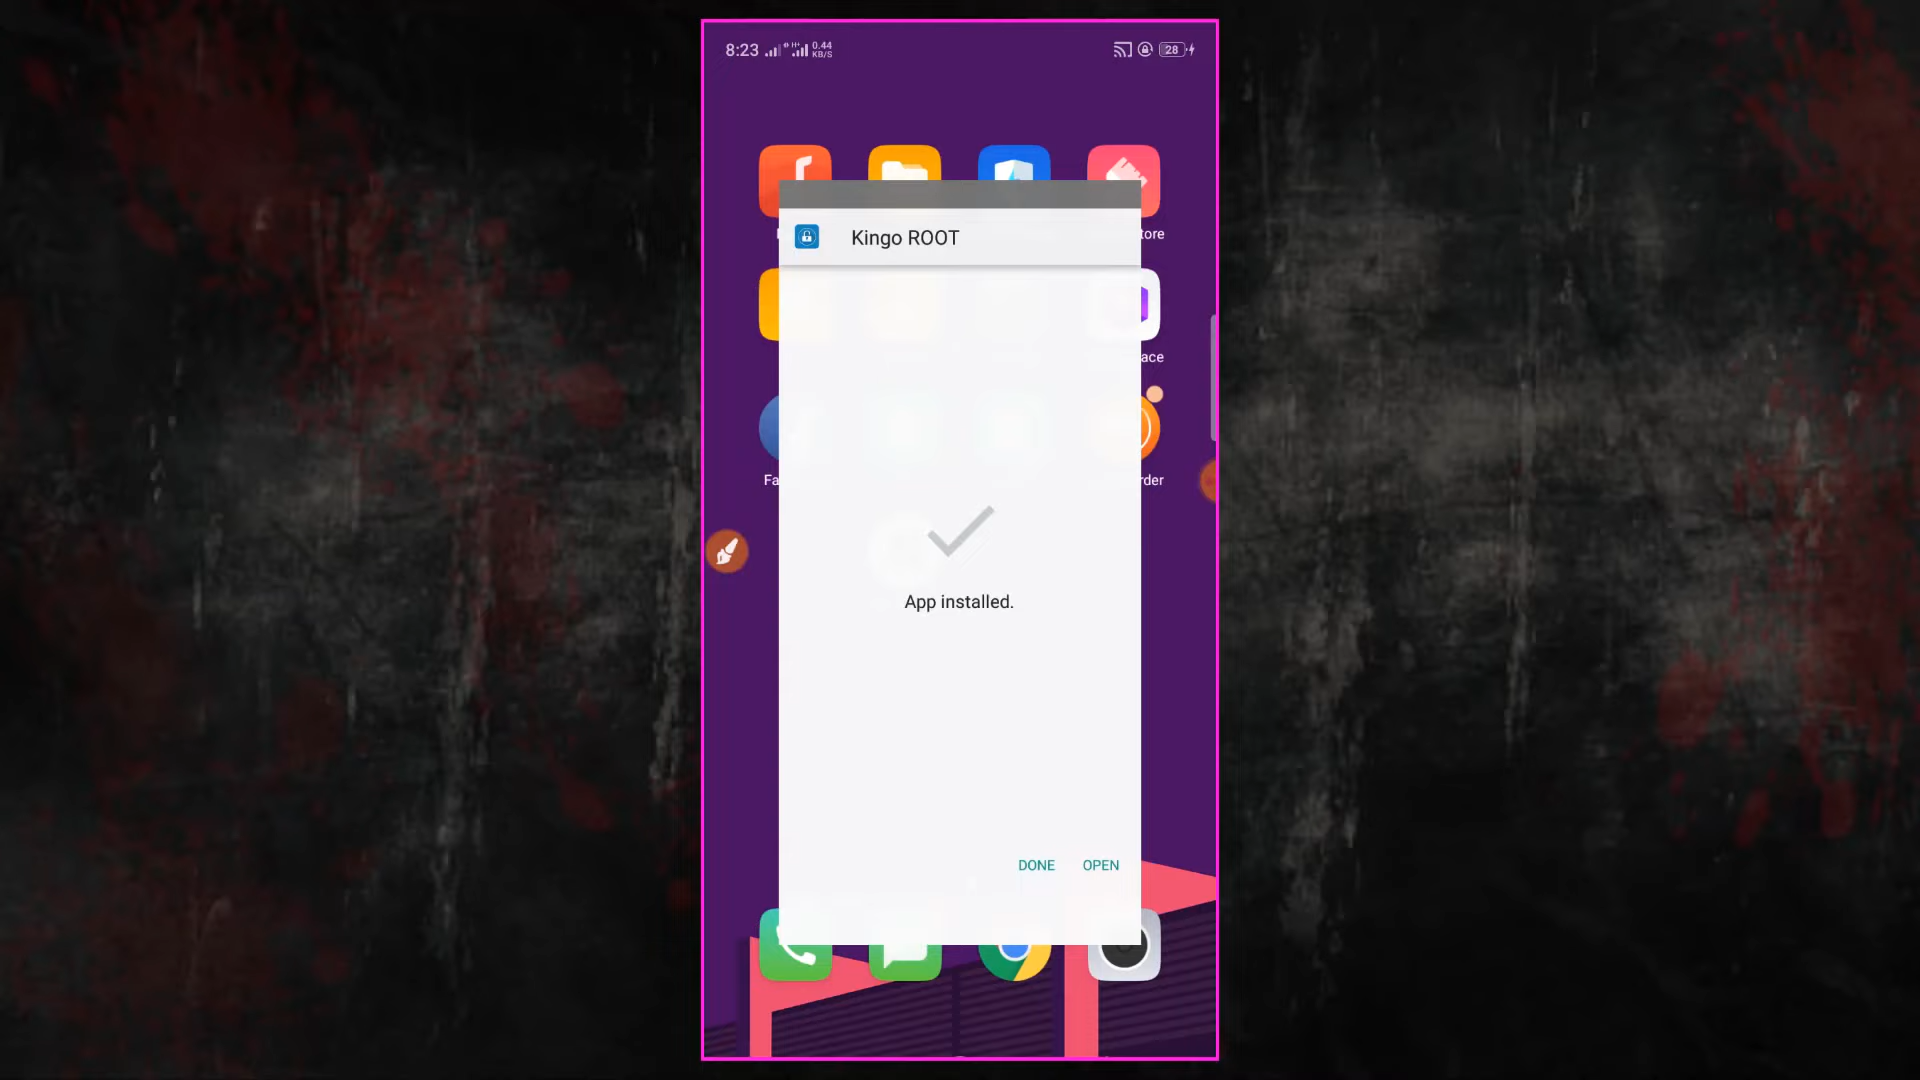 8:23
0.44
KB/S
28
Kingo ROOT
tore
ace
Fa
rder
App installed.
DONE OPEN